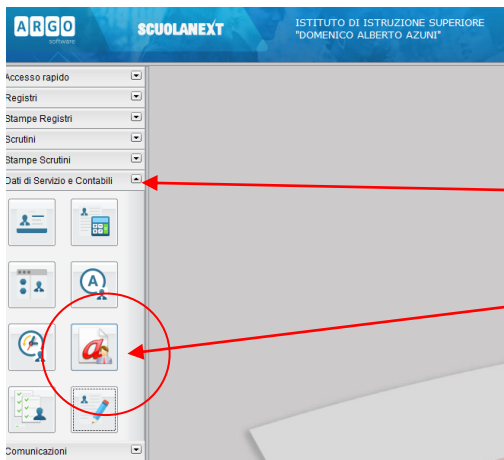 ARGO
software
SCUOLANEXT
ISTITUTO DI ISTRUZIONE SUPERIORE
"DOMENICO ALBERTO AZUNI"
Accesso rapido
Registri
Stampe Registri
Scrutini
Stampe Scrutini
Dati di Servizio e Contabili
Comunicazioni